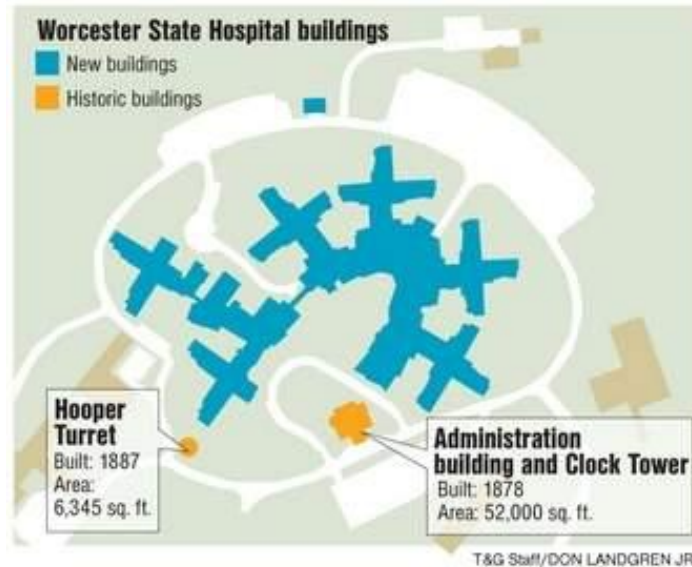 Worcester State Hospital buildings
New buildings
Historic buildings
Hooper
Turret
Built: 1887
Area:
6,345 sq. ft.
Administration
building and Clock Tower
Built: 1878
Area: 52,000 sq. ft.
T&G Staff/DON LANDGREN JR